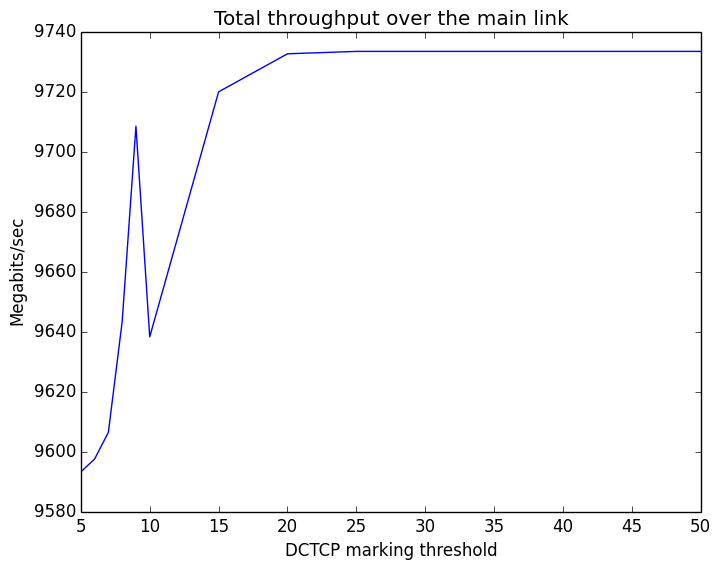 Total throughput over the main link
9740
9720
9700
9680
9660
9640
9620
9600
9580
Megabits/sec
5 10 15 20 25 30 35 40 45 50
DCTCP marking threshold